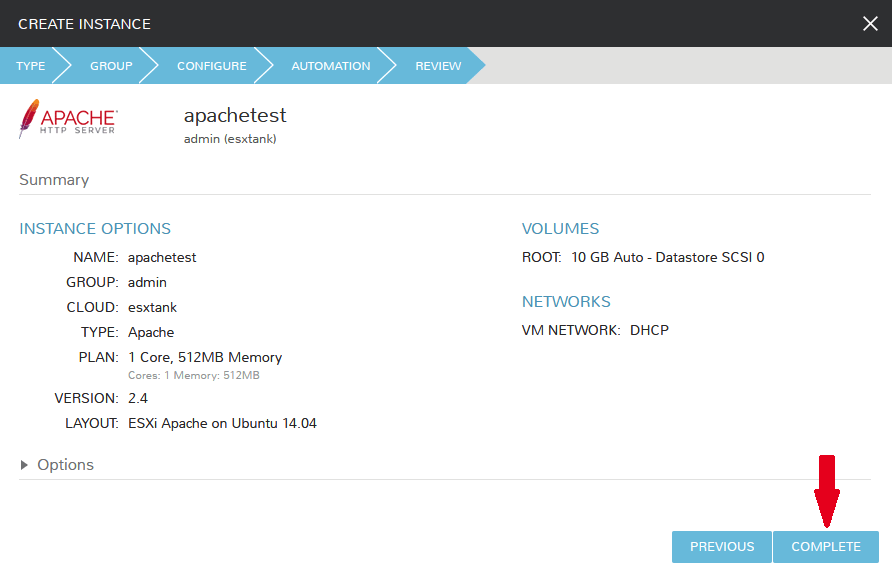 CREATE INSTANCE
TYPE GROUP CONFIGURE AUTOMATION REVIEW
APACHE
HTTP SERVER
apachetest
admin (esxtank)
Summary
INSTANCE OPTIONS
NAME: apachetest
GROUP: admin
CLOUD: esxtank
TYPE: Apache
PLAN: 1 Core, 512MB Memory
Cores: 1 Memory: 512MB
VERSION: 2.4
LAYOUT: ESXi Apache on Ubuntu 14.04
VOLUMES
ROOT: 10 GB Auto - Datastore SCSI 0
NETWORKS
VM NETWORK: DHCP
Options
PREVIOUS COMPLETE